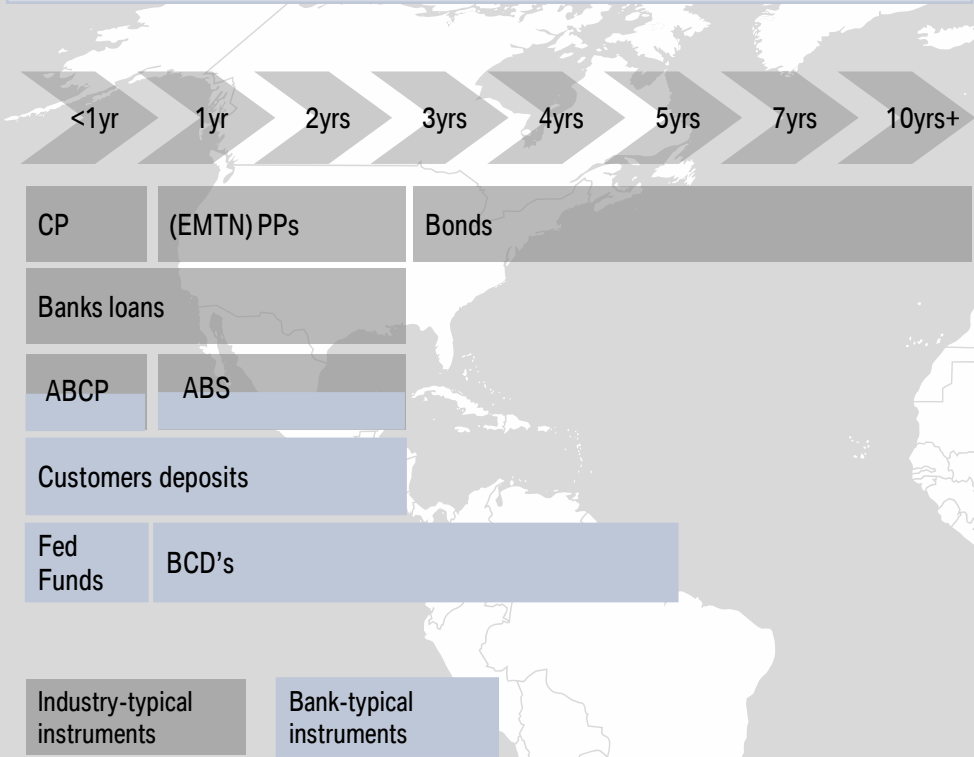 <1yr
1yr
2yrs
3yrs
4yrs
5yrs
7yrs
10yrs+
CP
(EMTN) PPs
Bonds
Banks loans
ABCP
ABS
Customers deposits
Fed
Funds
BCD’s
Industry-typical
instruments
Bank-typical
instruments